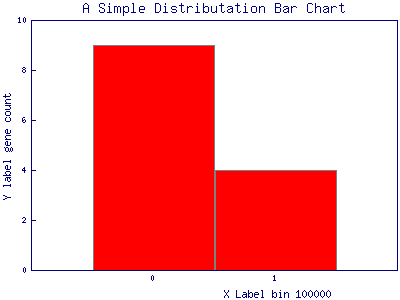 A Simple Distributation Bar Chart
10
8
6
4
2
0
Y label gene count
0 1
X Label bin 100000